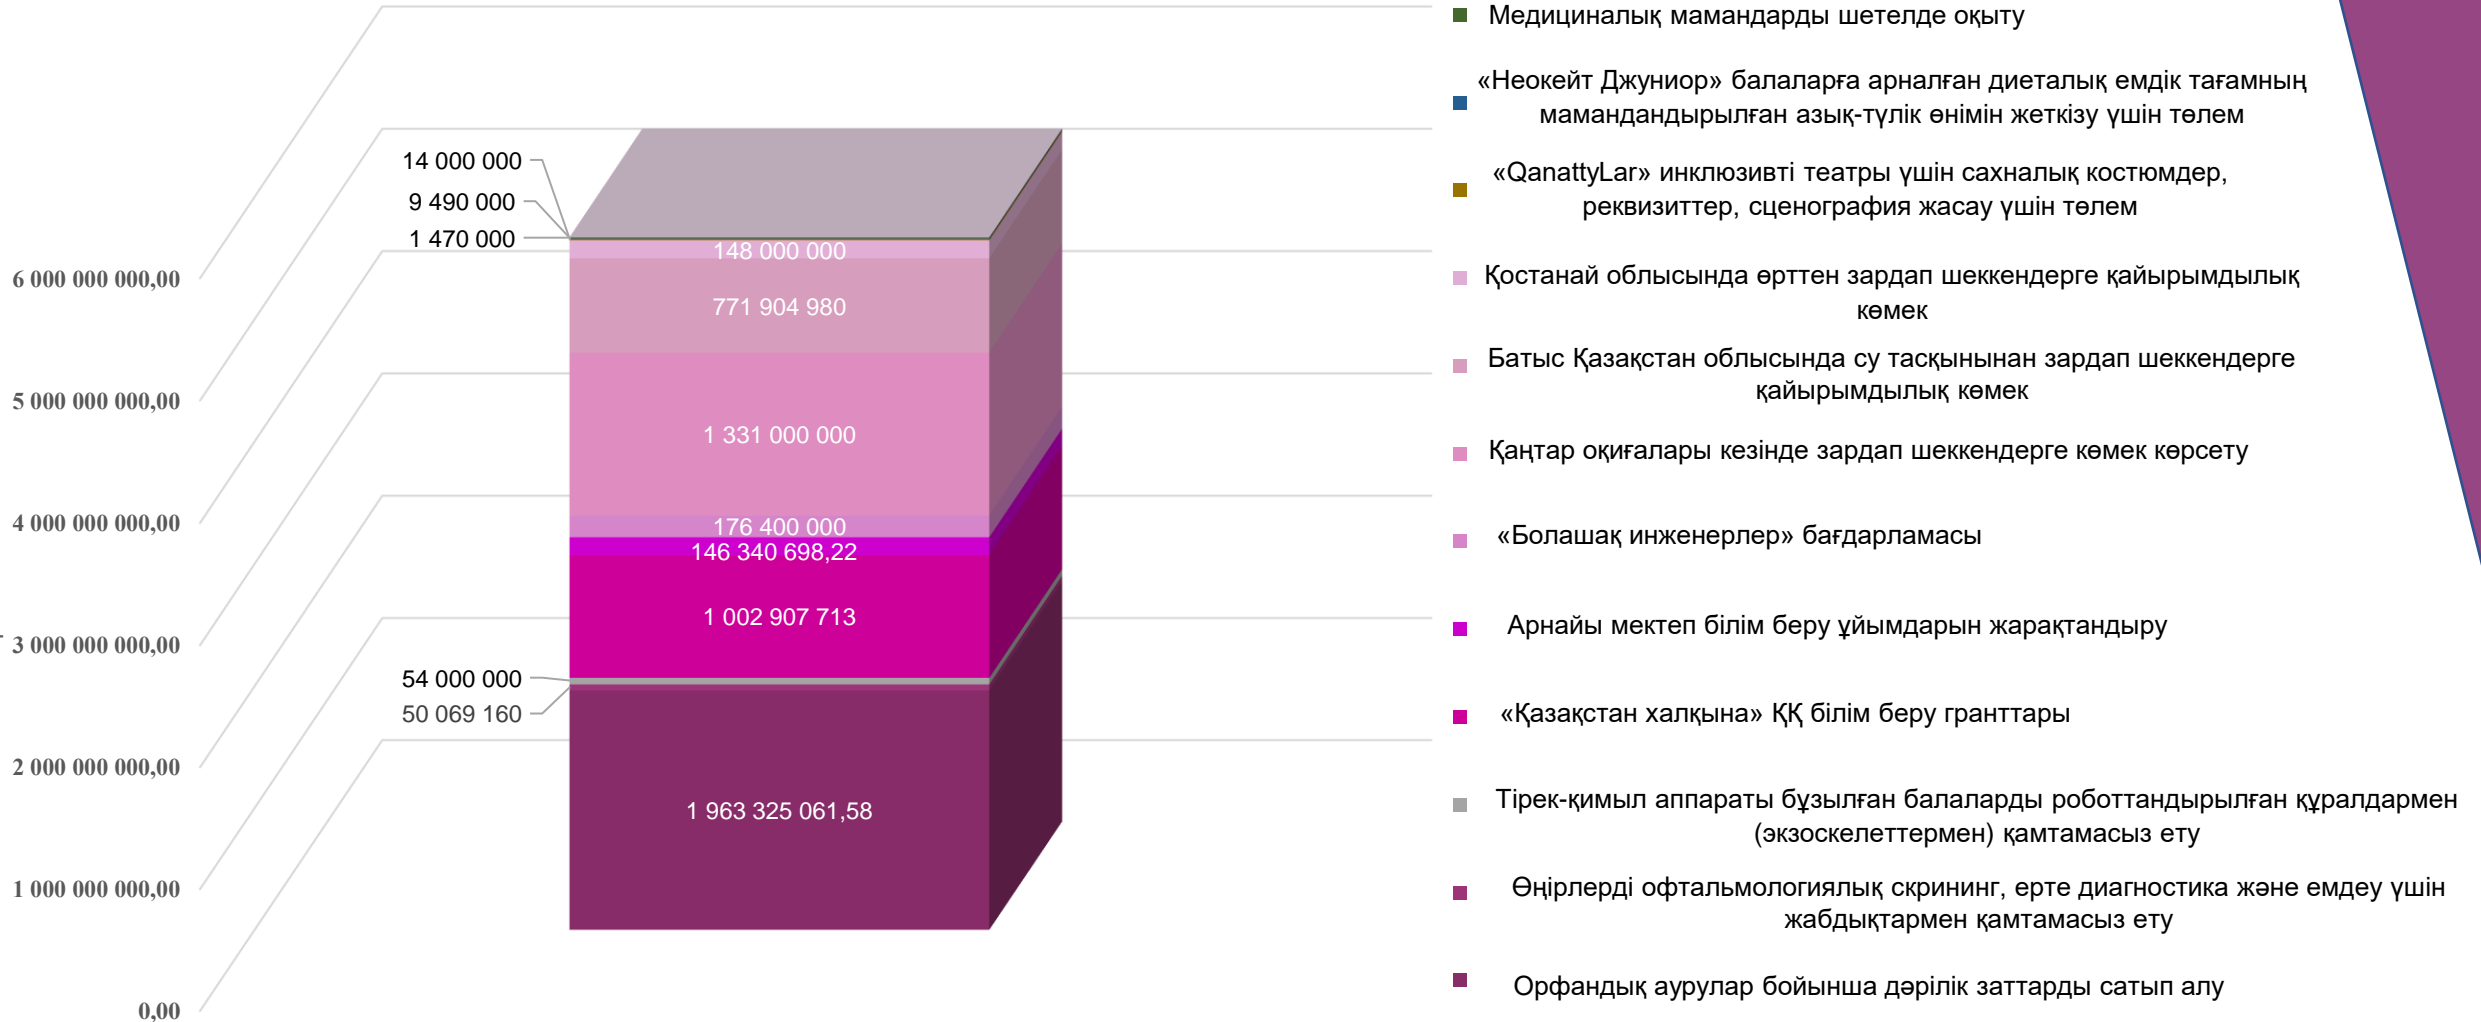 6 000 000 000,00
5 000 000 000,00
4 000 000 000,00
3 000 000 000,00
2 000 000 000,00
1 000 000 000,00
0,00
14 000 000
9 490 000
1 470 000
148 000 000
771 904 980
1 331 000 000
176 400 000
146 340 698,22
1 002 907 713
54 000 000
50 069 160
1 963 325 061,58
Медициналық мамандарды шетелде оқыту
«Неокейт Джуниор» балаларға арналған диеталық емдік тағамның
мамандандырылған азық-түлік өнімін жеткізу үшін төлем
«QanattyLar» инклюзивті театры үшін сахналық костюмдер,
реквизиттер, сценография жасау үшін төлем
Қостанай облысында өрттен зардап шеккендерге қайырымдылық
көмек
Батыс Қазақстан облысында су тасқынынан зардап шеккендерге
қайырымдылық көмек
Қаңтар оқиғалары кезінде зардап шеккендерге көмек көрсету
«Болашақ инженерлер» бағдарламасы
Арнайы мектеп білім беру ұйымдарын жарақтандыру
«Қазақстан халқына» ҚҚ білім беру гранттары
Тірек-қимыл аппараты бұзылған балаларды роботтандырылған құралдармен
(экзоскелеттермен) қамтамасыз ету
Өңірлерді офтальмологиялық скрининг, ерте диагностика және емдеу үшін
жабдықтармен қамтамасыз ету
Орфандық аурулар бойынша дәрілік заттарды сатып алу